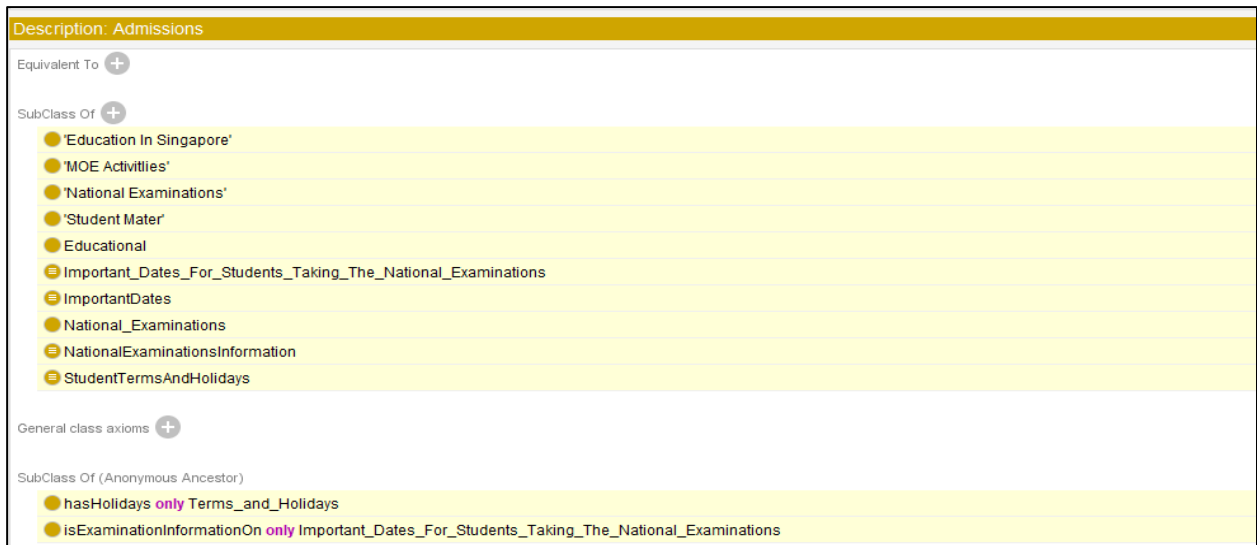 Description: Admissions
Equivalent To
SubClass Of
'Education In Singapore'
'MOE Activitlies'
'National Examinations'
'Student Mater'
Educational
Important_Dates_For_Students_Taking_The_National_Examinations
ImportantDates
National_Examinations
NationalExaminationsInformation
StudentTermsAndHolidays
General class axioms
SubClass Of (Anonymous Ancestor)
hasHolidays only Terms_and_Holidays
isExaminationInformationOn only Important_Dates_For_Students_Taking_The_National_Examinations